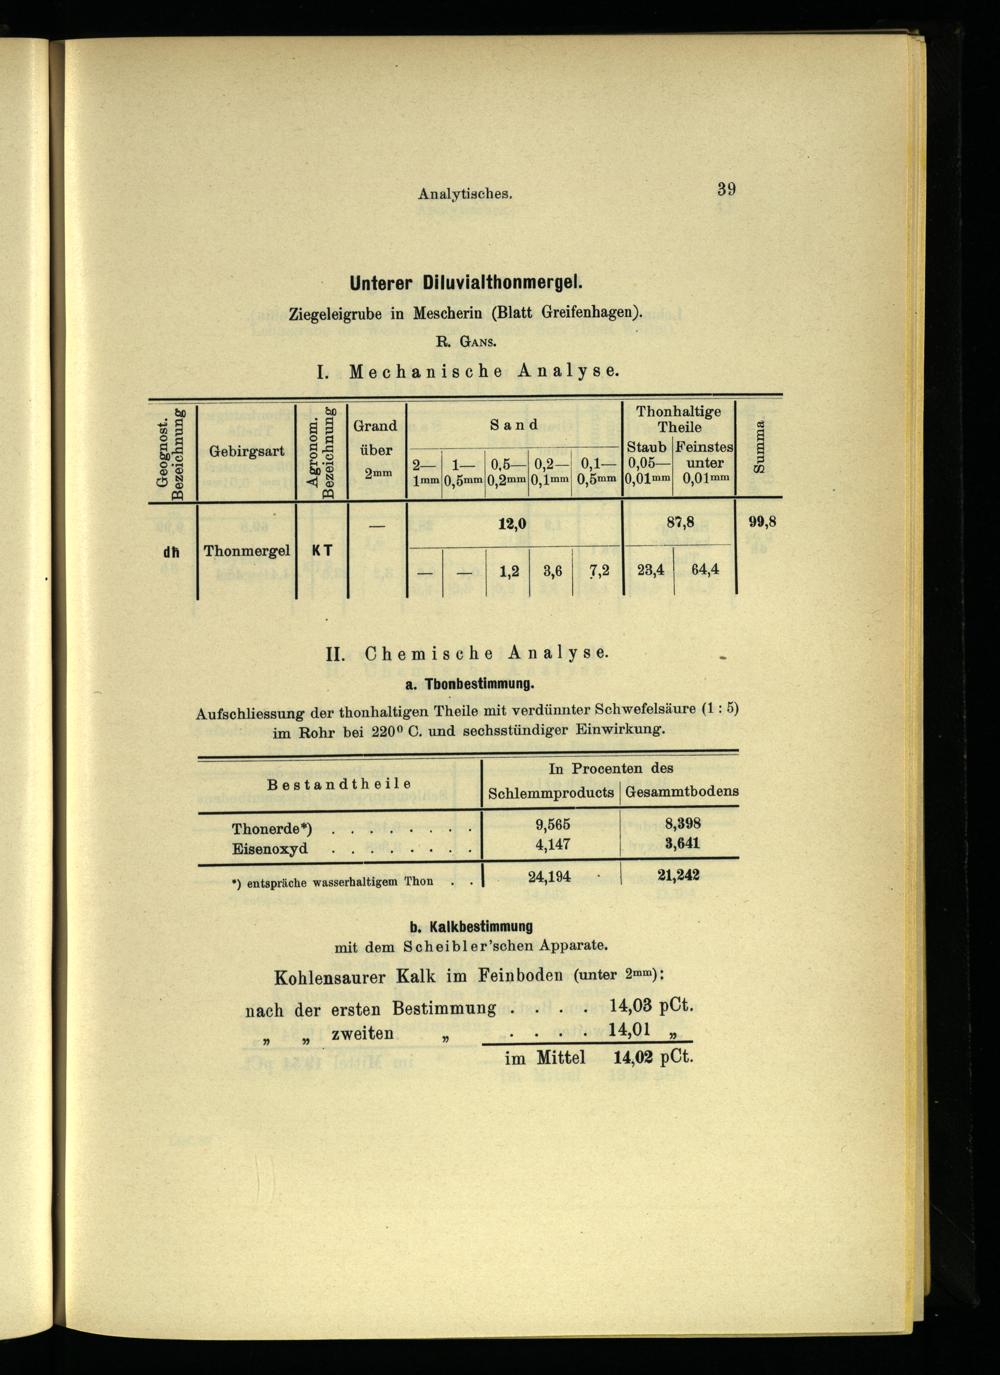 Analytisches.
39
Unterer Diluvialthonmergel.
Ziegeleigrube in Mescherin (Blatt Greifenhagen).
R. GANS.
I. Mechanische Analyse.
Geognost. Bezeichnung
Gebirgsart
Agronom. Bezeichnung
Grand über 2mm
Sand
2— 1mm
1— 0,5mm
0,5— 0,2mm
0,2— 0,1mm
0,1— 0,5mm
Thonhaltige Theile
Staub 0,05— 0,01mm
Feinstes unter 0,01mm
Summa
— 12,0 87,8 99,8
dh Thonmergel KT
— — 1,2 3,6 7,2 23,4 64,4
II. Chemische Analyse.
a. Thonbestimmung.
Aufschliessung der thonhaltigen Theile mit verdünnter Schwefelsäure (1 : 5)
im Rohr bei 220° C. und sechsstündiger Einwirkung.
Bestandtheile
In Procenten des
Schlemmproducts Gesammtbodens
Thonerde*) . . . . . . . . 9,565 8,398
Eisenoxyd . . . . . . . . 4,147 3,641
*) entspräche wasserhaltigem Thon . . 24,194 21,242
b. Kalkbestimmung
mit dem Scheibler'schen Apparate.
Kohlensaurer Kalk im Feinboden (unter 2mm):
nach der ersten Bestimmung . . . . 14,03 pCt.
„ „ zweiten „ . . . . 14,01 „
im Mittel 14,02 pCt.